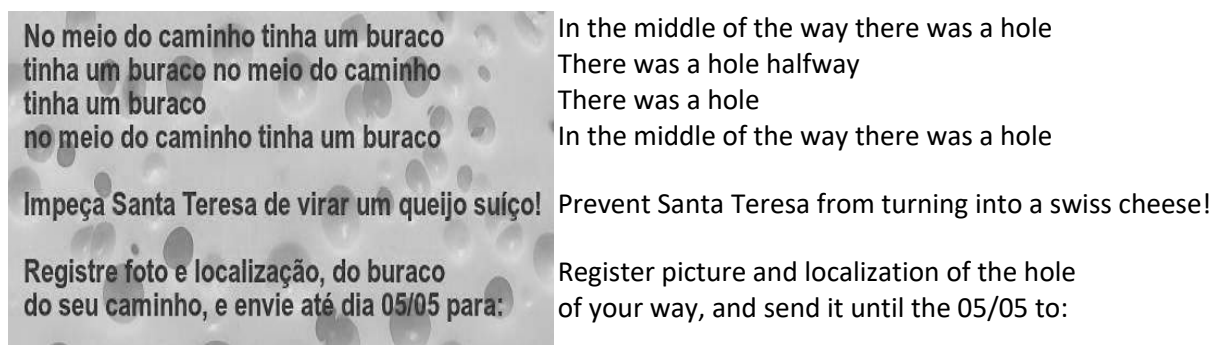 No meio do caminho tinha um buraco
tinha um buraco no meio do caminho
tinha um buraco
no meio do caminho tinha um buraco
Impeça Santa Teresa de virar um queijo suíço!
Registre foto e localização, do buraco
do seu caminho, e envie até dia 05/05 para:
In the middle of the way there was a hole
There was a hole halfway
There was a hole
In the middle of the way there was a hole
Prevent Santa Teresa from turning into a swiss cheese!
Register picture and localization of the hole
of your way, and send it until the 05/05 to: